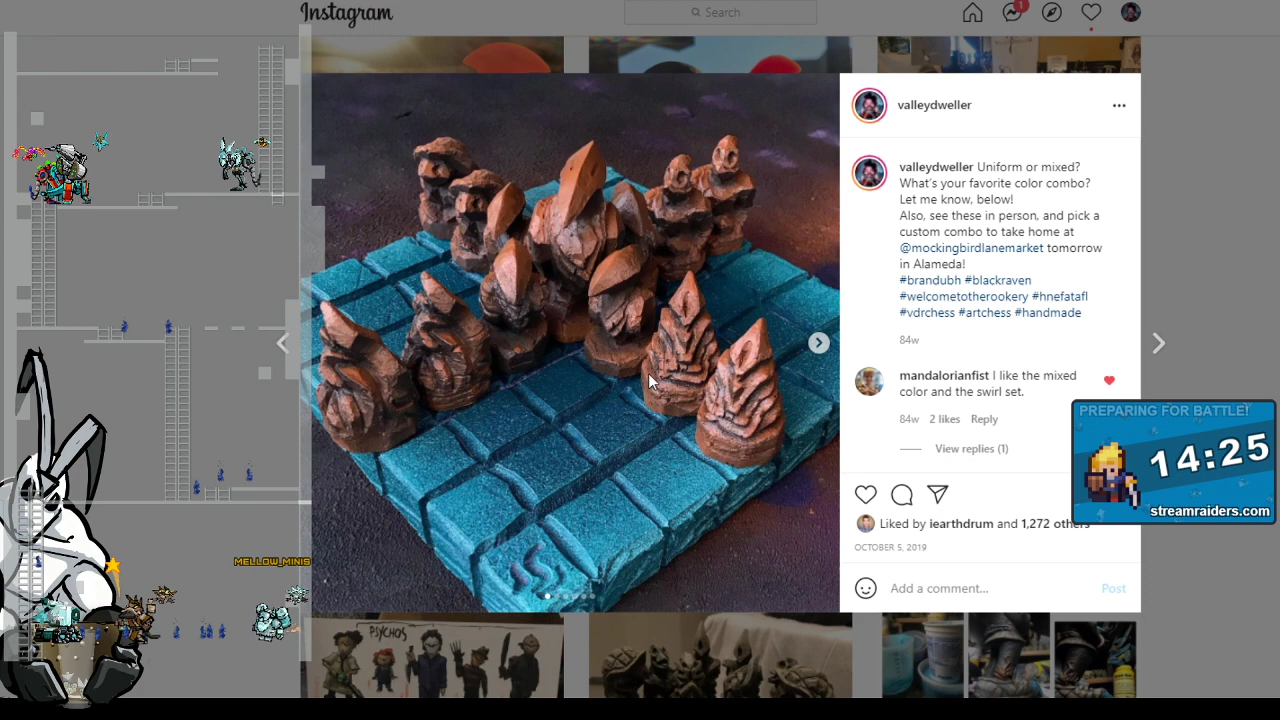 Instagram
Search
1
valleydweller
valleydweller Uniform or mixed?
What's your favorite color combo?
Let me know, below!
Also, see these in person, and pick a
custom combo to take home at
@mockingbirdlanemarket tomorrow
in Alameda!
#brandubh #blackraven
#welcometotherookery #hnefatafl
#vdrchess #artchess #handmade
84w
mandalorianfist I like the mixed
color and the swirl set.
84w 2 likes Reply
View replies (1)
PREPARING FOR BATTLE!
14:25
streamraiders.com
Liked by iearthdrum and 1,272 others
OCTOBER 5, 2019
Add a comment... Post
MELLOW_MINIS
PSYCHOS